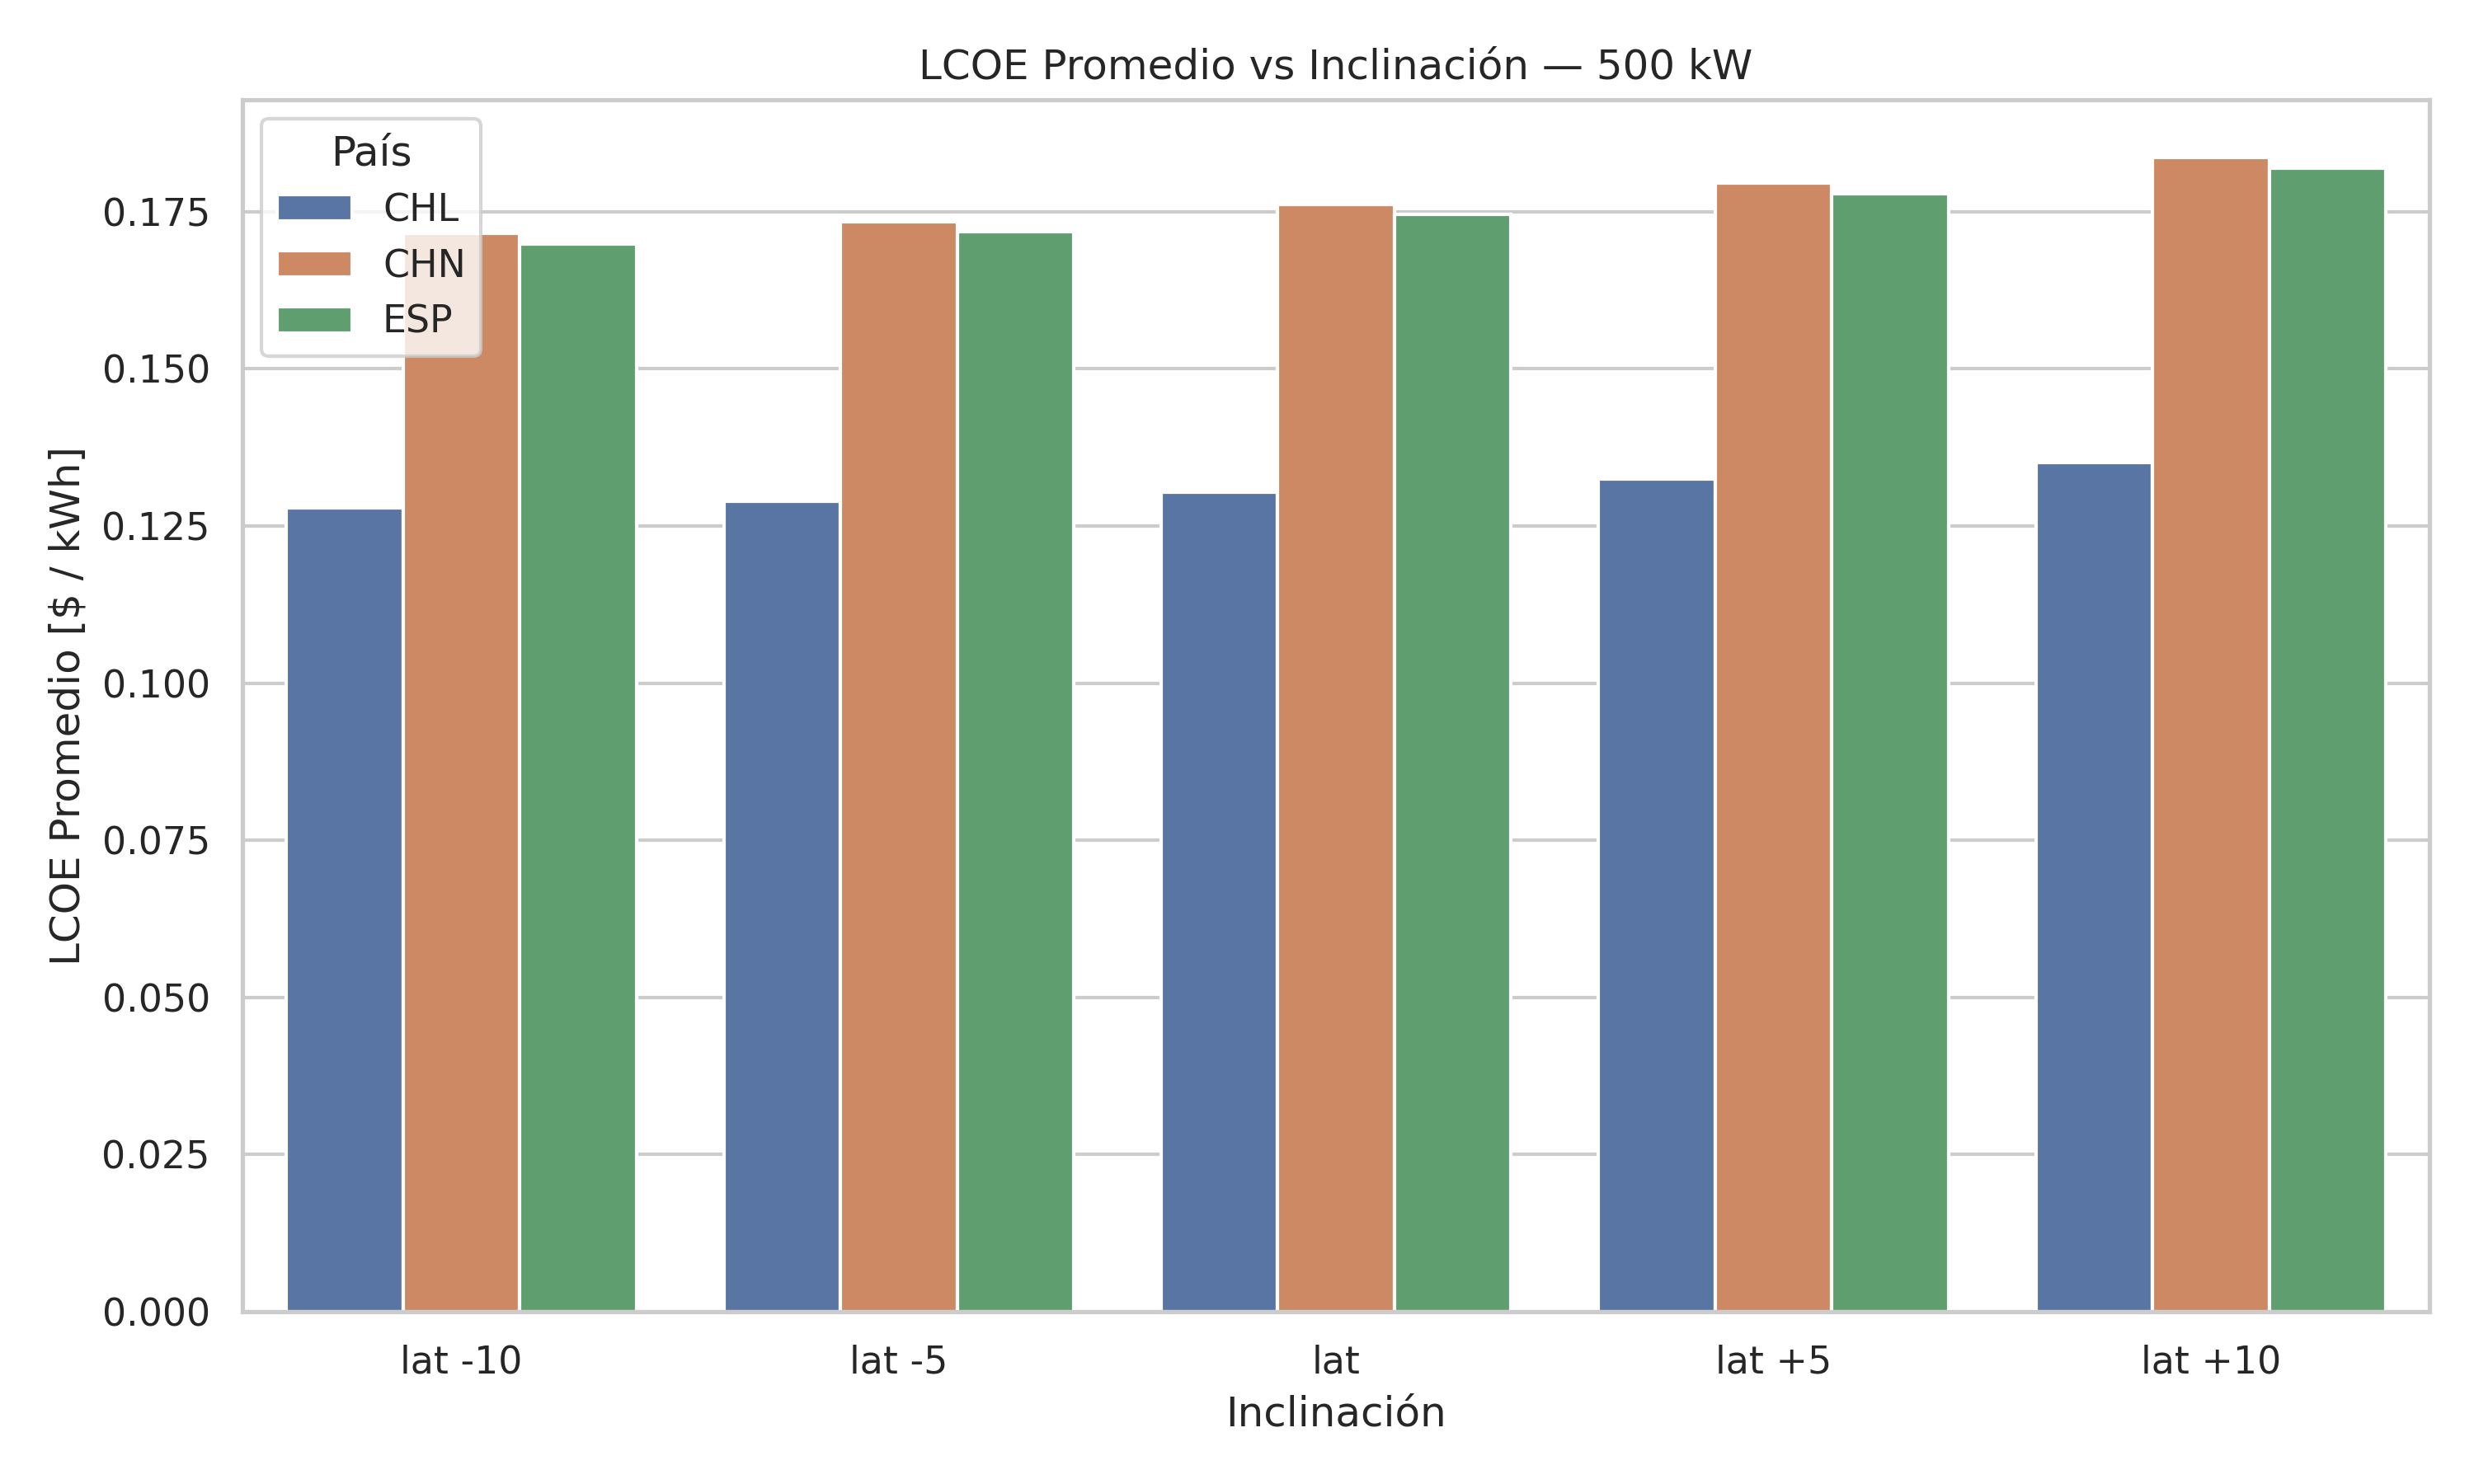 LCOE Promedio vs Inclinación — 500 kW
País
CHL
CHN
ESP
LCOE Promedio [$ / kWh]
0.175
0.150
0.125
0.100
0.075
0.050
0.025
0.000
lat -10
lat -5
lat
lat +5
lat +10
Inclinación